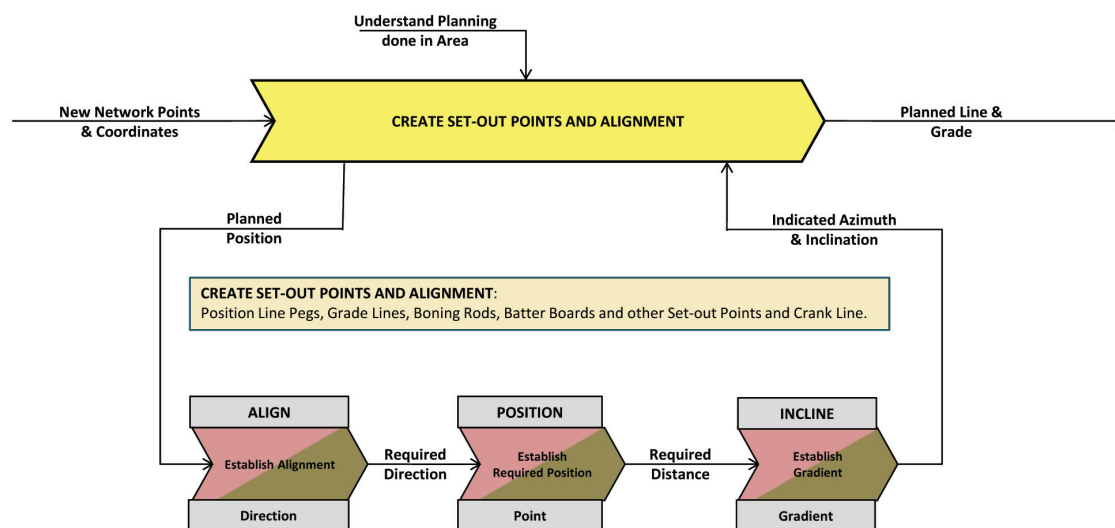 Understand Planning
done in Area
New Network Points
& Coordinates
CREATE SET-OUT POINTS AND ALIGNMENT
Planned Line &
Grade
Planned
Position
Indicated Azimuth
& Inclination
CREATE SET-OUT POINTS AND ALIGNMENT:
Position Line Pegs, Grade Lines, Boning Rods, Batter Boards and other Set-out Points and Crank Line.
ALIGN
Establish Alignment
Direction
Required
Direction
POSITION
Establish
Required Position
Point
Required
Distance
INCLINE
Establish
Gradient
Gradient